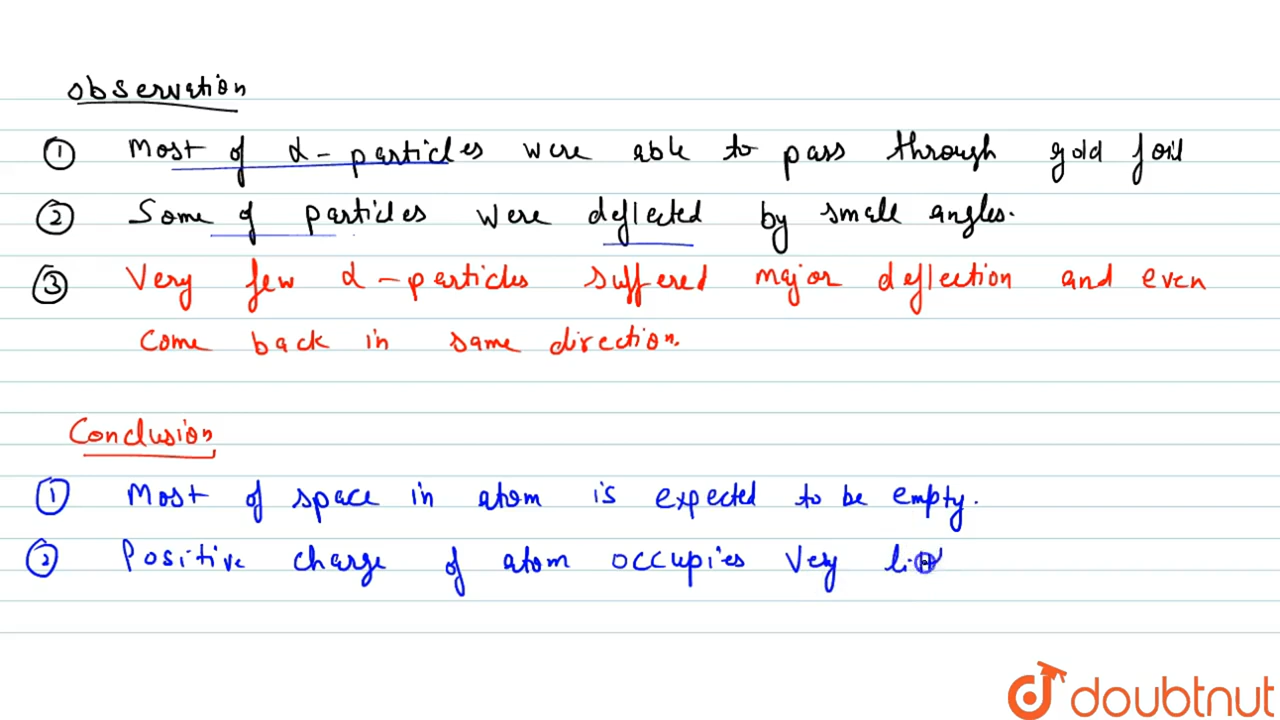 Observation
① Most of α-particles were able to pass through gold foil
② Some of particles were deflected by small angles.
③ Very few α-particles suffered major deflection and even
come back in same direction.
Conclusion
① Most of space in atom is expected to be empty.
② Positive charge of atom occupies very
doubtnut